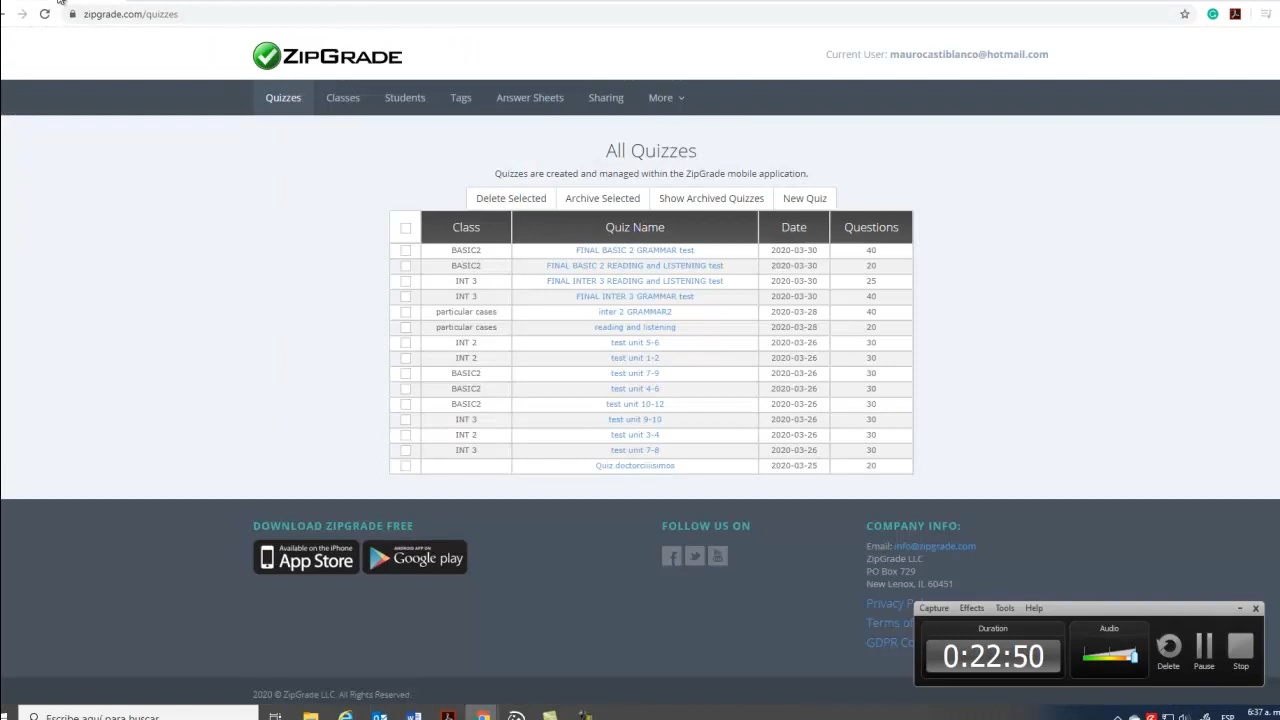 zipgrade.com/quizzes
ZIPGRADE
Current User: maurocastiblanco@hotmail.com
Quizzes Classes Students Tags Answer Sheets Sharing More
All Quizzes
Quizzes are created and managed within the ZipGrade mobile application.
Delete Selected Archive Selected Show Archived Quizzes New Quiz
Class Quiz Name Date Questions
BASIC2 FINAL BASIC 2 GRAMMAR test 2020-03-30 40
BASIC2 FINAL BASIC 2 READING and LISTENING test 2020-03-30 20
INT 3 FINAL INTER 3 READING and LISTENING test 2020-03-30 25
INT 3 FINAL INTER 3 GRAMMAR test 2020-03-30 40
particular cases inter 2 GRAMMAR2 2020-03-28 40
particular cases reading and listening 2020-03-28 20
INT 2 test unit 5-6 2020-03-26 30
INT 2 test unit 1-2 2020-03-26 30
BASIC2 test unit 7-9 2020-03-26 30
BASIC2 test unit 4-6 2020-03-26 30
BASIC2 test unit 10-12 2020-03-26 30
INT 3 test unit 9-10 2020-03-26 30
INT 2 test unit 3-4 2020-03-26 30
INT 3 test unit 7-8 2020-03-26 30
Quiz 2020-03-25 20
DOWNLOAD ZIPGRADE FREE FOLLOW US ON COMPANY INFO:
Available on the iPhone
App Store
ANDROID APP ON
Google play
Email: info@zipgrade.com
ZipGrade LLC
PO Box 729
New Lenox, IL 60451
Privacy
Terms of
GDPR
Capture Effects Tools Help
Duration Audio
0:22:50
Delete Pause Stop
2020 © ZipGrade LLC. All Rights Reserved.
Escribe aquí para buscar
ESP
6:37 a. m.